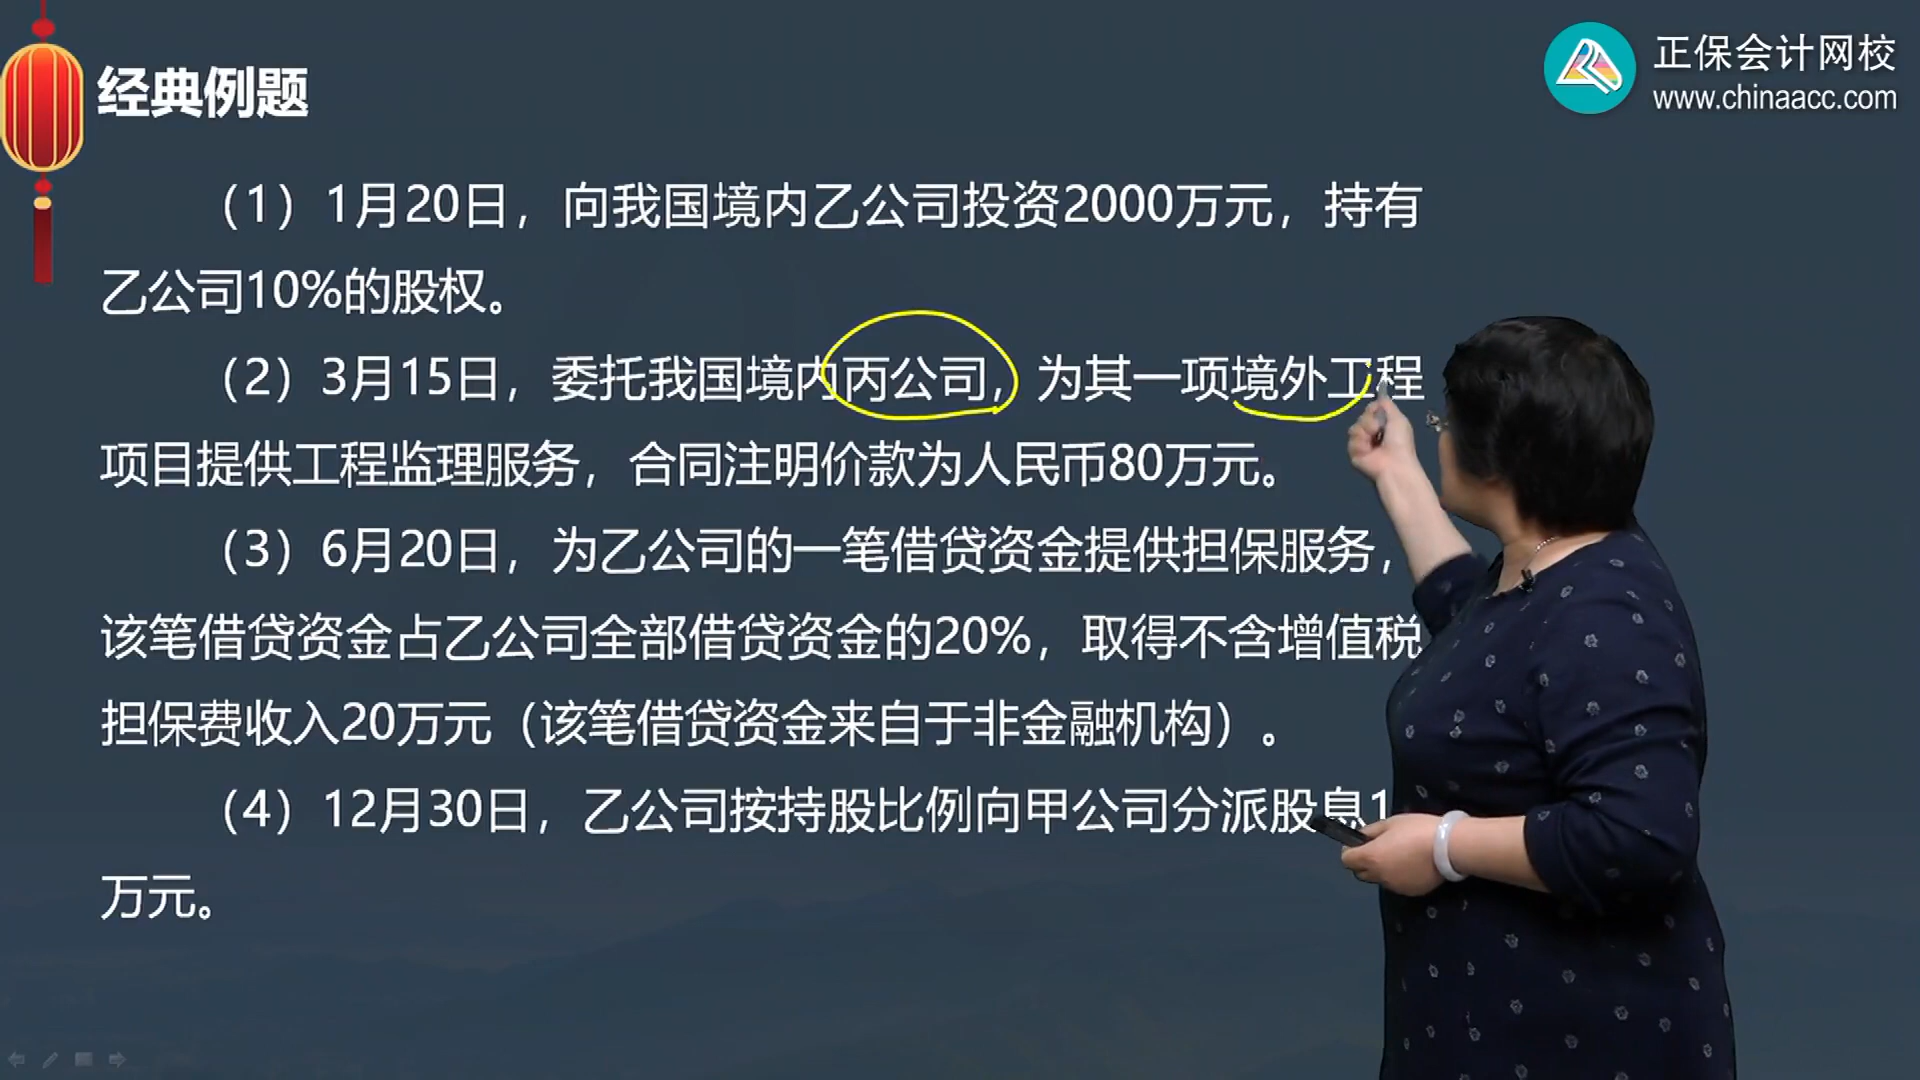 经典例题
正保会计网校
www.chinaacc.com
（1）1月20日，向我国境内乙公司投资2000万元，持有
乙公司10%的股权。
（2）3月15日，委托我国境内丙公司，为其一项境外工程
项目提供工程监理服务，合同注明价款为人民币80万元。
（3）6月20日，为乙公司的一笔借贷资金提供担保服务，
该笔借贷资金占乙公司全部借贷资金的20%，取得不含增值税
担保费收入20万元（该笔借贷资金来自于非金融机构）。
（4）12月30日，乙公司按持股比例向甲公司分派股息
万元。